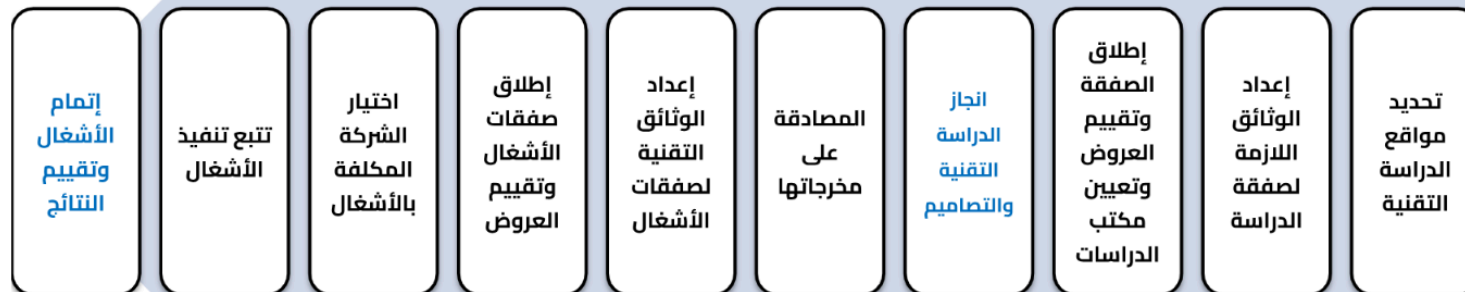 تحديد
مواقع
الدراسة
التقنية
إعداد
الوثائق
اللازمة
لصفقة
الدراسة
إطلاق
الصفقة
وتقييم
العروض
وتعيين
مكتب
الدراسات
انجاز
الدراسة
التقنية
والتصاميم
المصادقة
على
مخرجاتها
إعداد
الوثائق
التقنية
لصفقات
الأشغال
إطلاق
صفقات
الأشغال
وتقييم
العروض
اختيار
الشركة
المكلفة
بالأشغال
تتبع تنفيذ
الأشغال
إتمام
الأشغال
وتقييم
النتائج